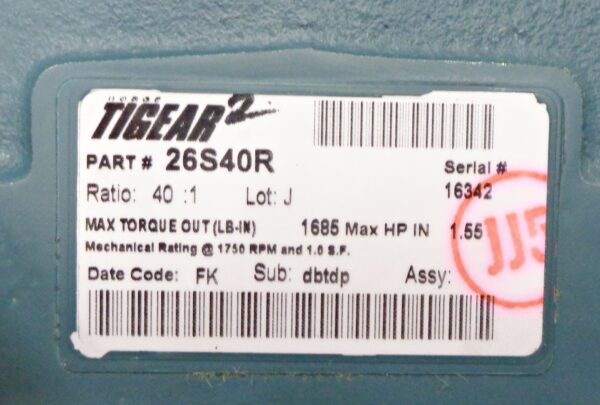 DODGE
TIGEAR 2
PART # 26S40R
Serial #
Ratio: 40 :1 Lot: J 16342
MAX TORQUE OUT (LB-IN) 1685 Max HP IN 1.55
Mechanical Rating @ 1750 RPM and 1.0 S.F.
Date Code: FK Sub: dbtdp Assy:
JJ5